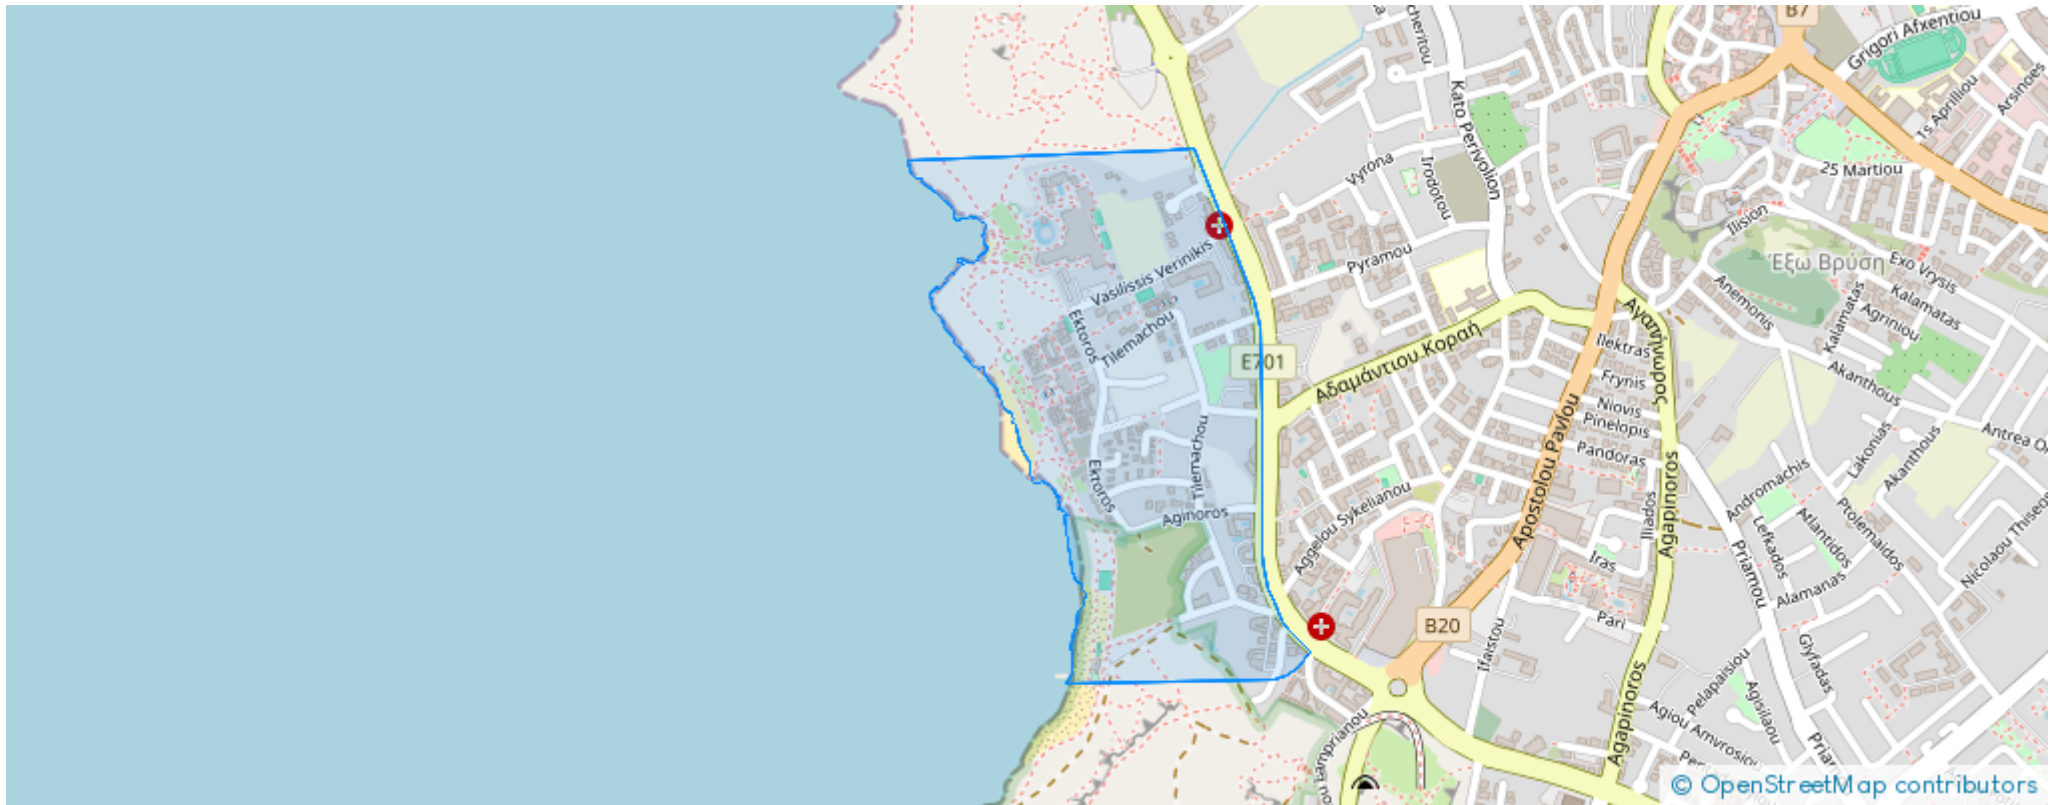 B7
Grigori Afxentiou
Arsinoes
1s Aprilliou
cheritou
Kato Perivolion
Vyrona
Irodotou
25 Martiou
Ilision
Pyramou
Vasilissis Verinikis
Έξω Βρύση
Exo Vrysis
Anemonis
Kalamatas
Kalamatas
Agriniou
Ektoros
Tilemachou
E701
Αδαμάντιου Κοραή
Αγαπήνορος
Ilektras
Frynis
Niovis
Pinelopis
Pandoras
Akanthous
Lakonias
Akanthous
Antrea
Apostolou Pavlou
Tilemachou
Ektoros
Aginoros
Aggelou Sykelianou
Iliados
Agapinoros
Andromachis
Lefkados
Atlantidos
Ptolemaidos
Nicolaou Thiseos
Iras
Priamou
Alamanas
Pari
B20
Ifaistou
Glyfadas
Pelapaisiou
Agisilaou
Agiou Amvrosiou
Agapinoros
© OpenStreetMap contributors